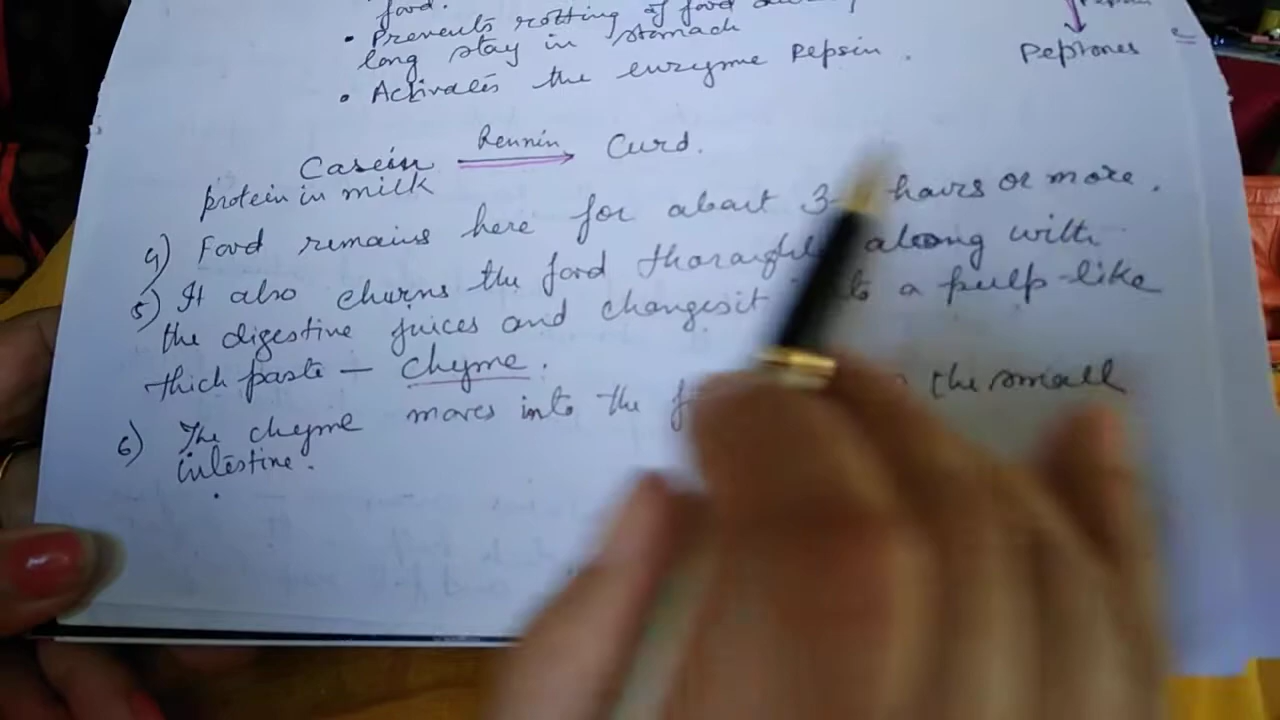 food.
• Prevents rotting of food
long stay in stomach
• Activates the enzyme Pepsin.
Pepsin
Peptones
Casein Rennin Curd.
protein in milk
4) Food remains here for about 3- hours or more.
5) It also churns the food thoroughly along with
the digestive juices and changes it into a pulp-like
thick paste — chyme.
6) The chyme moves into the the small
intestine.